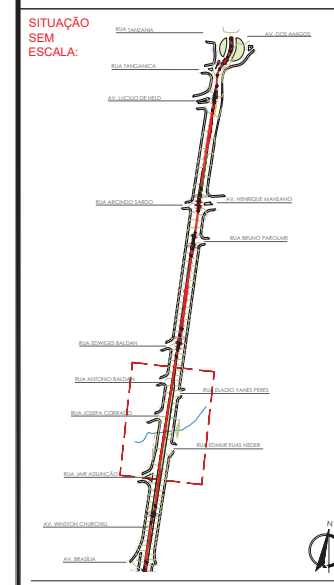 SITUAÇÃO
SEM
ESCALA:
RUA TANZANIA
AV. DOS AMIGOS
RUA TANGANICA
AV. LUCILIO DE HELD
RUA ARCINDO SARDO
AV. HENRIQUE MANSANO
RUA BRUNO PAROLARI
RUA EDWIGES BALDAN
RUA ANTONIO BALDAN
RUA ELADIO YANES PERES
RUA JOSEPA CORRADO
RUA EDMUR ELIAS NEDER
RUA JAIR ASSUNÇÃO
AV. WINSTON CHURCHILL
AV. BRASÍLIA
N